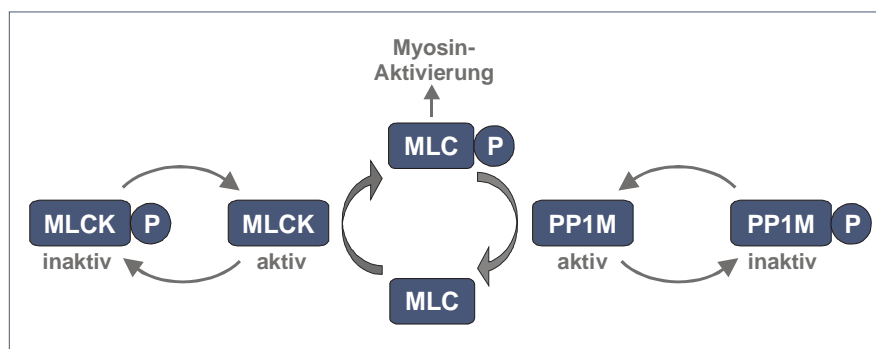 Myosin-
Aktivierung
MLC P
MLCK P MLCK PP1M PP1M P
inaktiv aktiv aktiv inaktiv
MLC